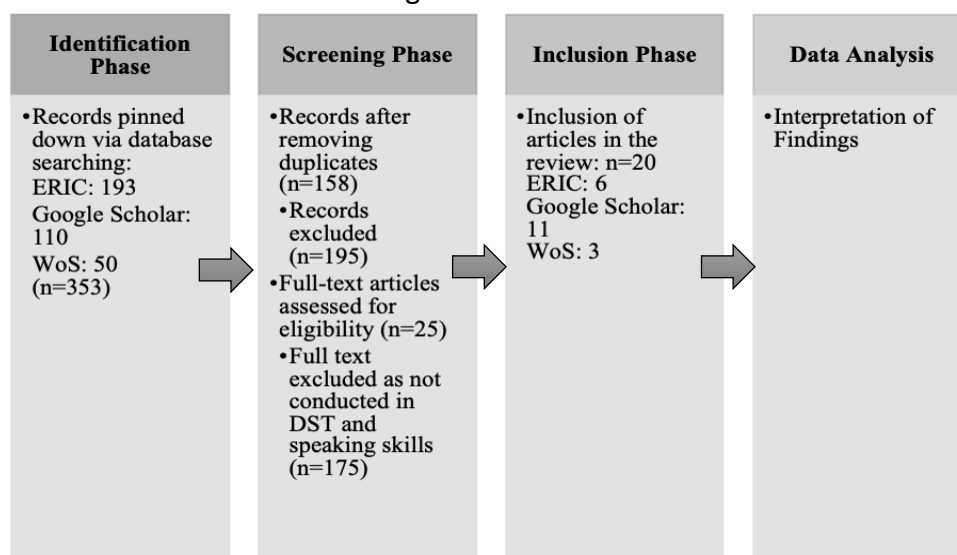 Identification
Phase
•Records pinned
down via database
searching:
ERIC: 193
Google Scholar:
110
WoS: 50
(n=353)
Screening Phase
•Records after
removing
duplicates
(n=158)
•Records
excluded
(n=195)
•Full-text articles
assessed for
eligibility (n=25)
•Full text
excluded as not
conducted in
DST and
speaking skills
(n=175)
Inclusion Phase
•Inclusion of
articles in the
review: n=20
ERIC: 6
Google Scholar:
11
WoS: 3
Data Analysis
•Interpretation of
Findings